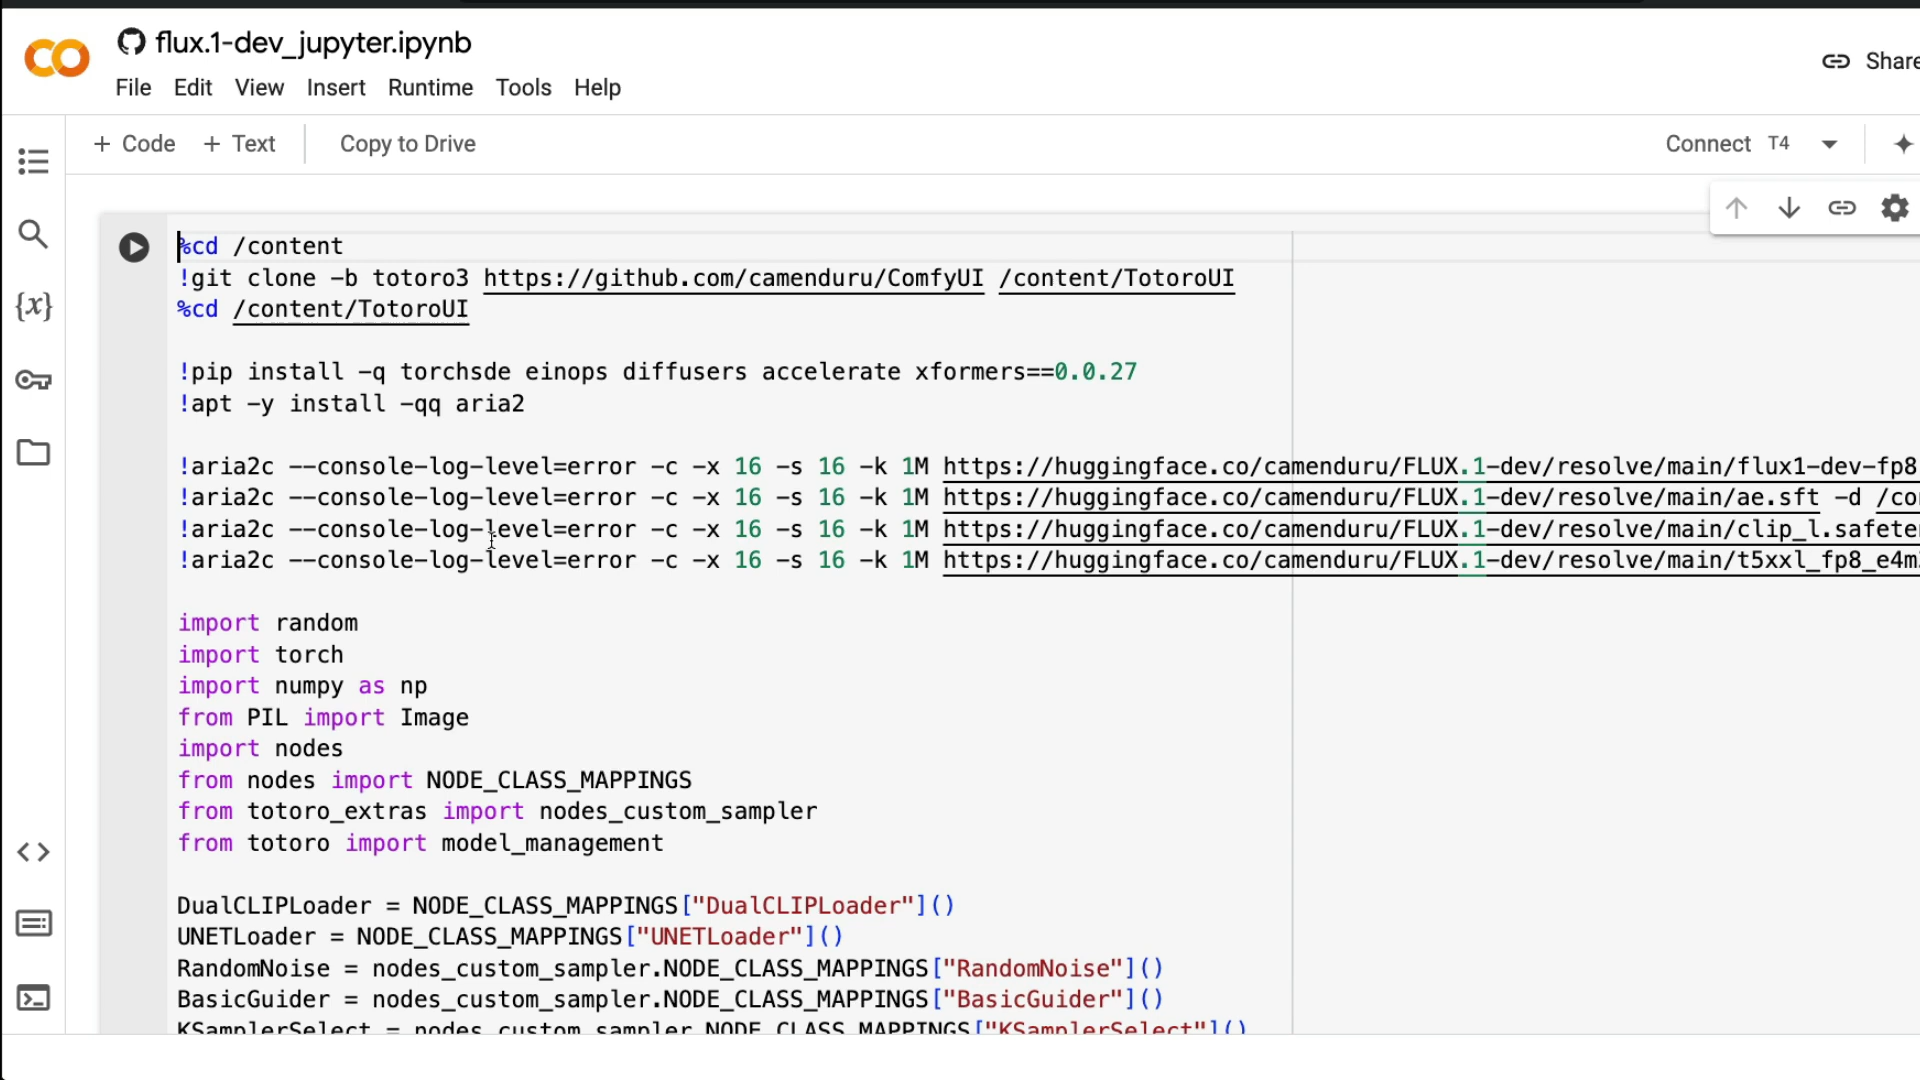 flux.1-dev_jupyter.ipynb
File Edit View Insert Runtime Tools Help
Share
+ Code + Text Copy to Drive
Connect T4
%cd /content
!git clone -b totoro3 https://github.com/camenduru/ComfyUI /content/TotoroUI
%cd /content/TotoroUI
!pip install -q torchsde einops diffusers accelerate xformers==0.0.27
!apt -y install -qq aria2
!aria2c --console-log-level=error -c -x 16 -s 16 -k 1M https://huggingface.co/camenduru/FLUX.1-dev/resolve/main/flux1-dev-fp8
!aria2c --console-log-level=error -c -x 16 -s 16 -k 1M https://huggingface.co/camenduru/FLUX.1-dev/resolve/main/ae.sft -d /co
!aria2c --console-log-level=error -c -x 16 -s 16 -k 1M https://huggingface.co/camenduru/FLUX.1-dev/resolve/main/clip_l.safete
!aria2c --console-log-level=error -c -x 16 -s 16 -k 1M https://huggingface.co/camenduru/FLUX.1-dev/resolve/main/t5xxl_fp8_e4m
import random
import torch
import numpy as np
from PIL import Image
import nodes
from nodes import NODE_CLASS_MAPPINGS
from totoro_extras import nodes_custom_sampler
from totoro import model_management
DualCLIPLoader = NODE_CLASS_MAPPINGS["DualCLIPLoader"]()
UNETLoader = NODE_CLASS_MAPPINGS["UNETLoader"]()
RandomNoise = nodes_custom_sampler.NODE_CLASS_MAPPINGS["RandomNoise"]()
BasicGuider = nodes_custom_sampler.NODE_CLASS_MAPPINGS["BasicGuider"]()
KSamplerSelect = nodes_custom_sampler.NODE_CLASS_MAPPINGS["KSamplerSelect"]()